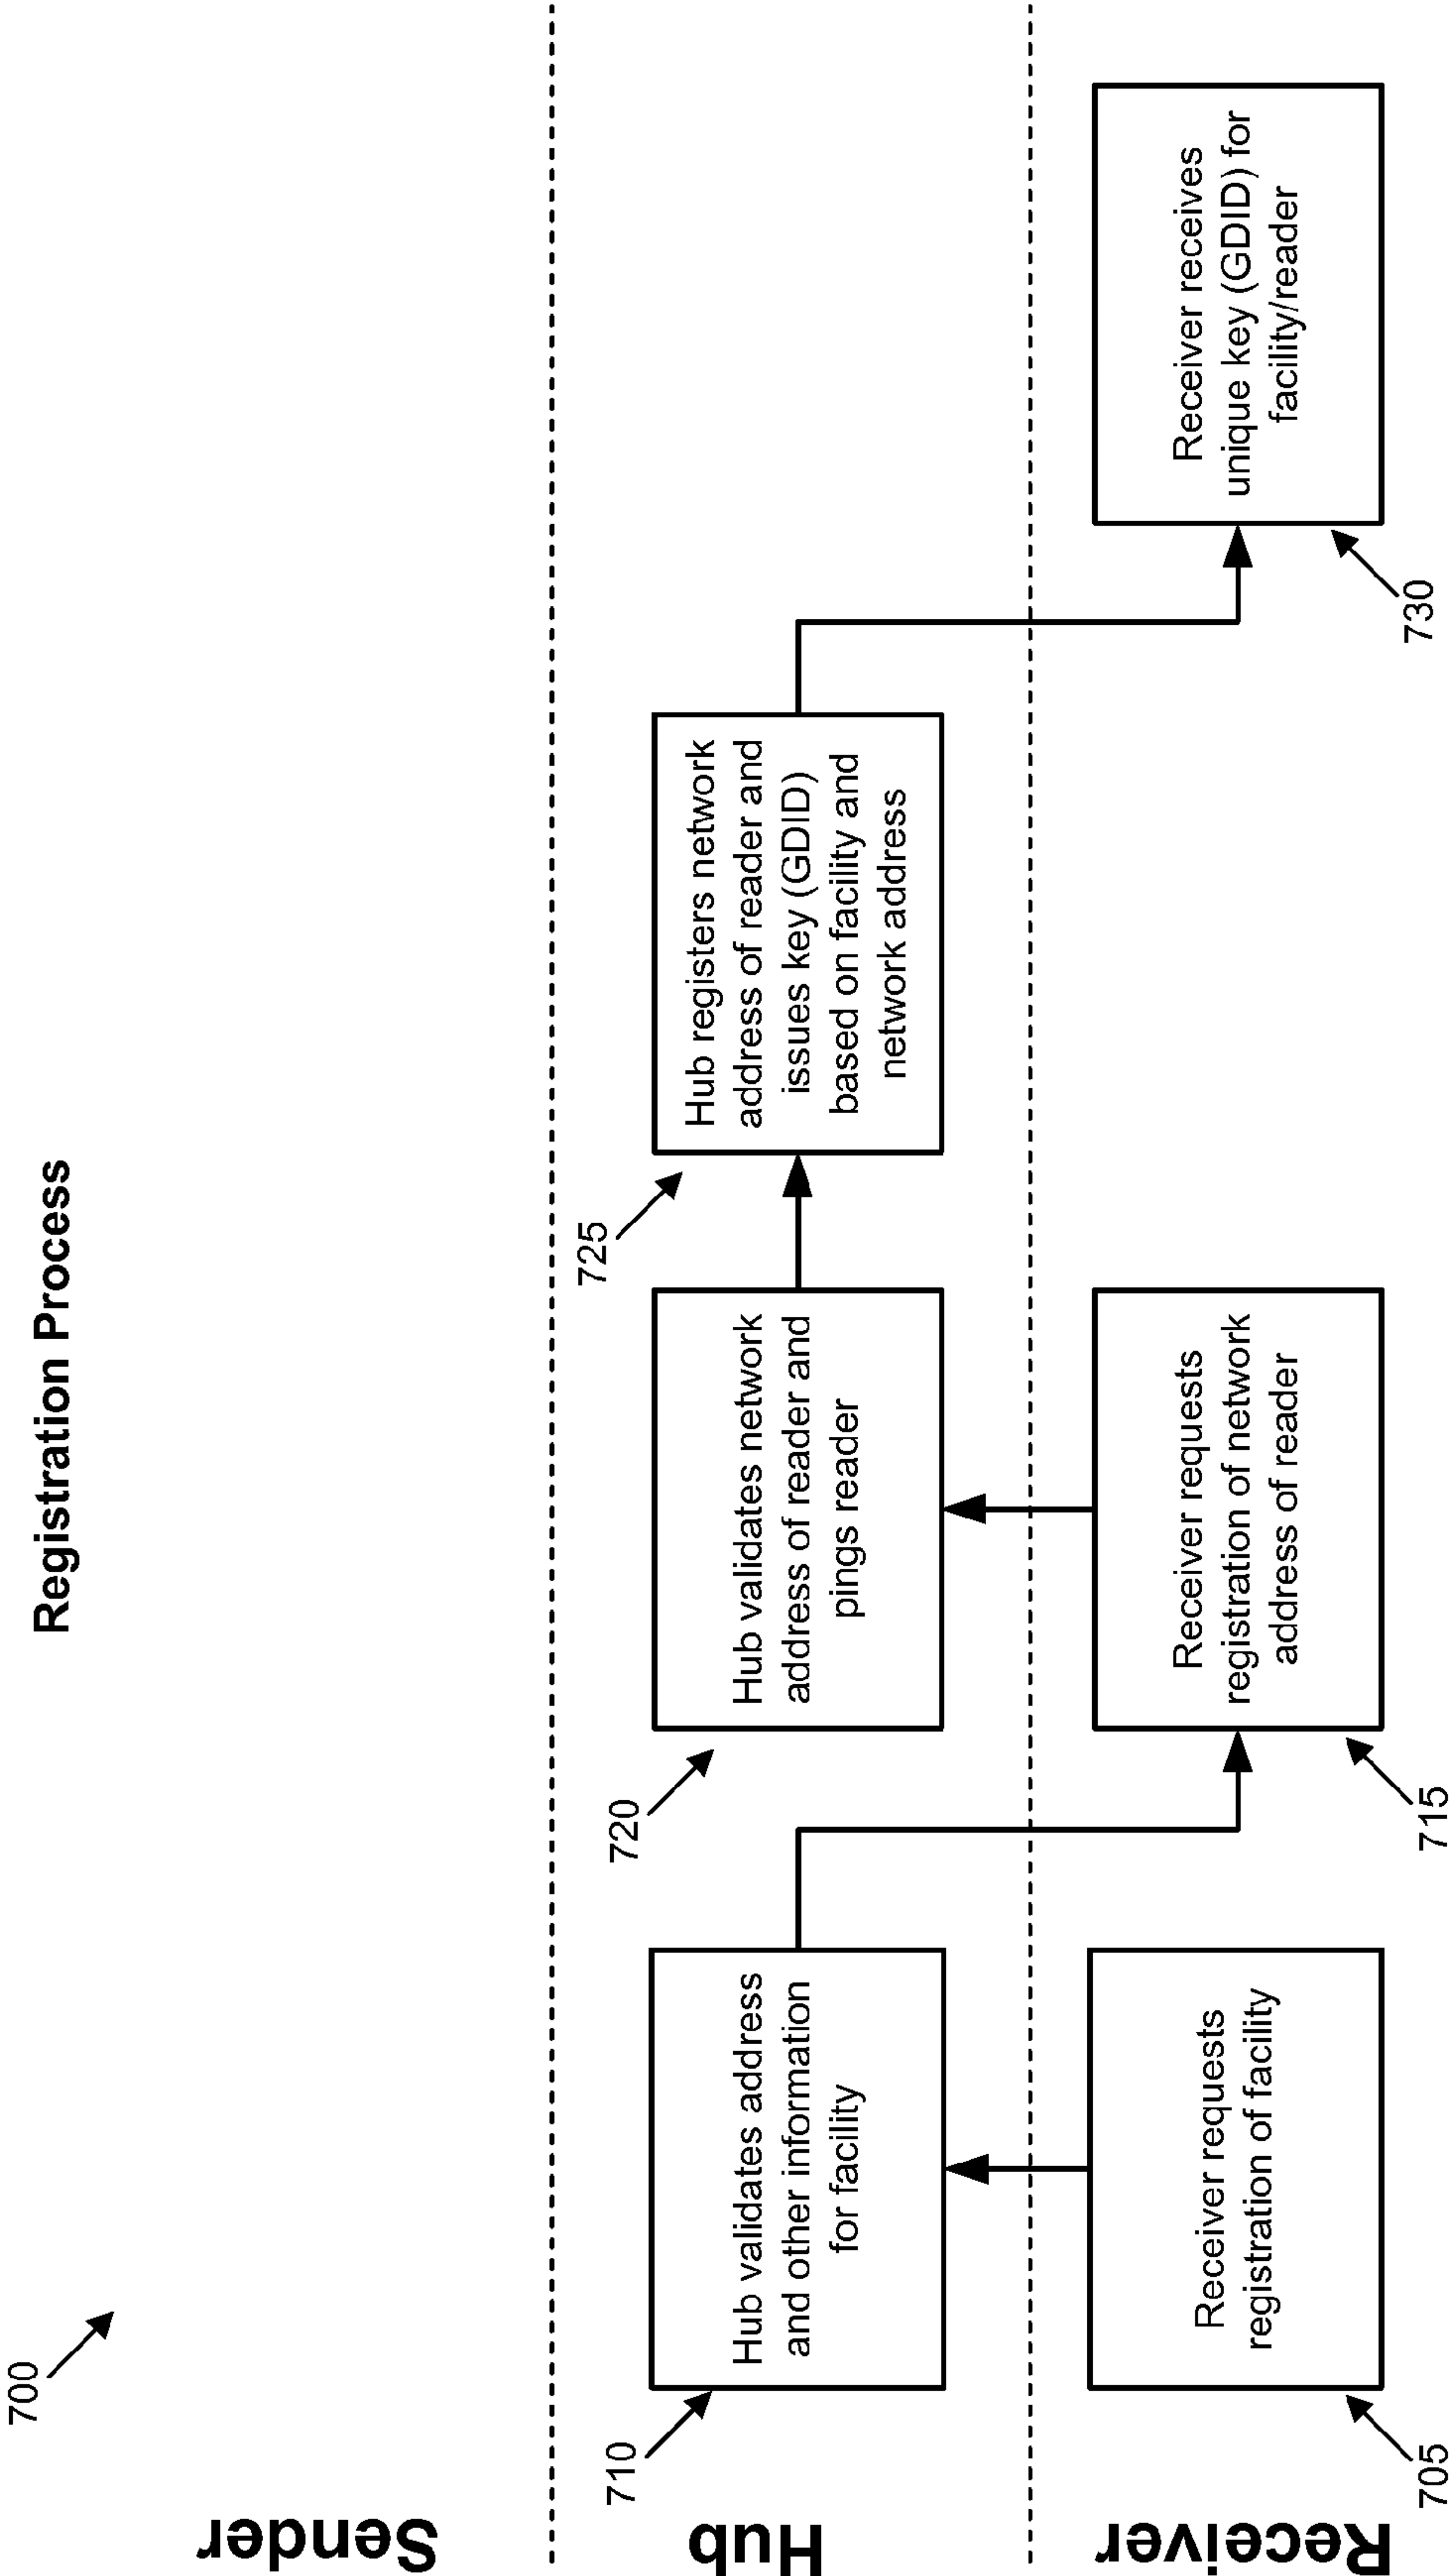 Registration Process
700
Sender
Hub
Receiver
710
Hub validates address
and other information
for facility
720
Hub validates network
address of reader and
pings reader
725
Hub registers network
address of reader and
issues key (GDID)
based on facility and
network address
Receiver requests
registration of facility
705
Receiver requests
registration of network
address of reader
715
Receiver receives
unique key (GDID) for
facility/reader
730